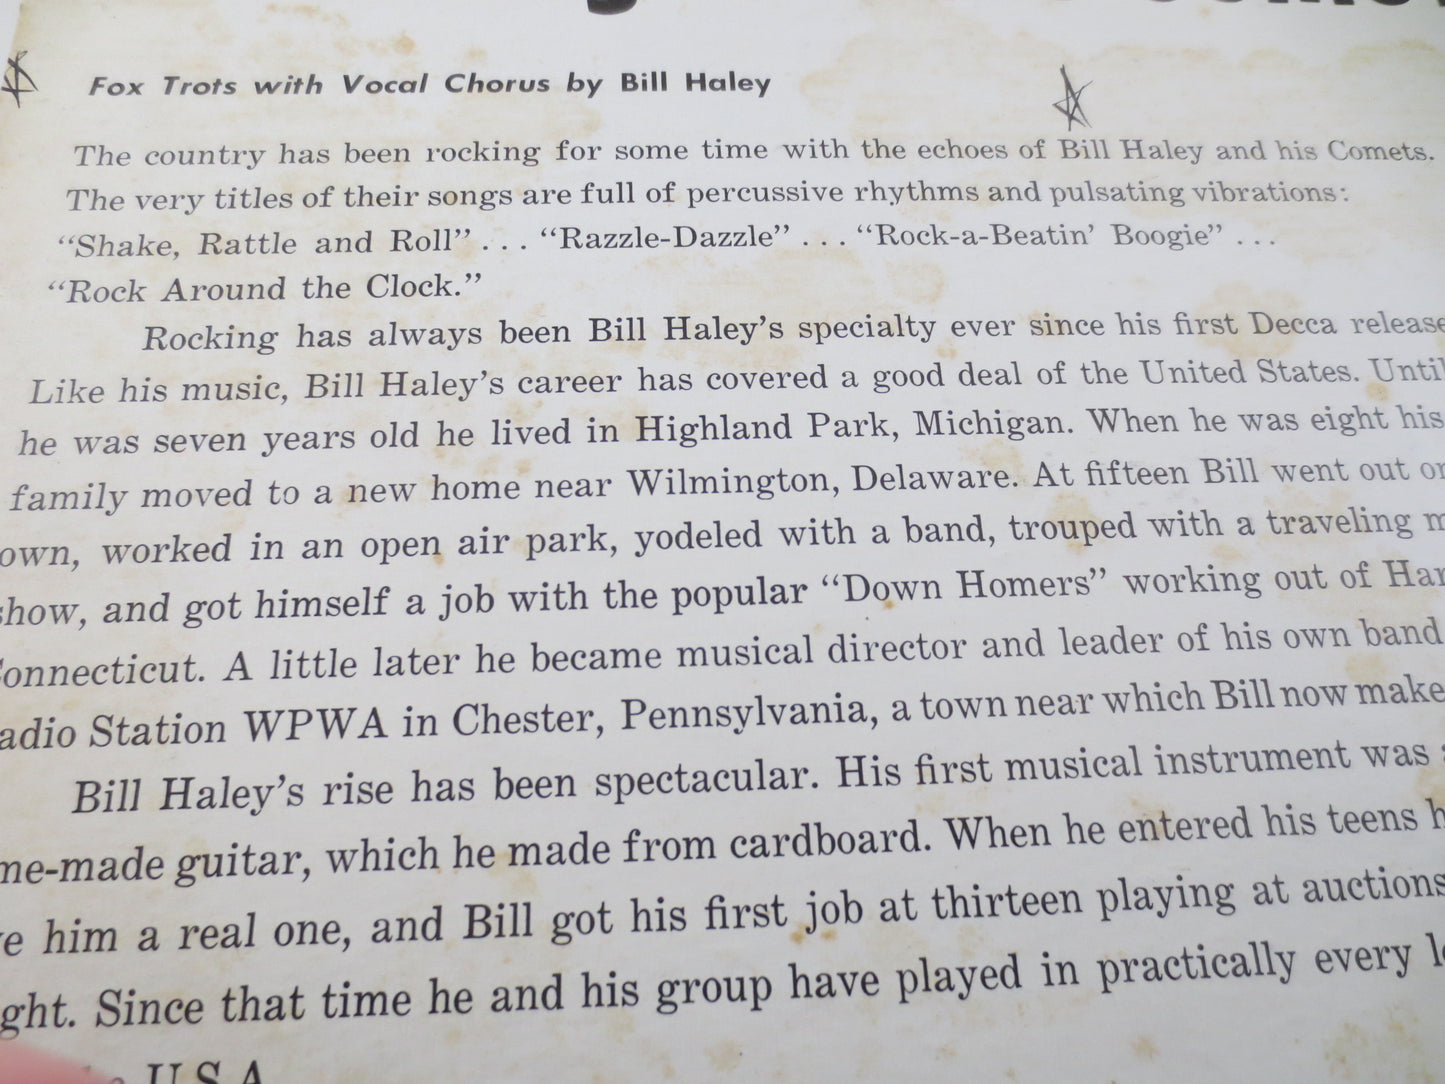 Fox Trots with Vocal Chorus by Bill Haley
The country has been rocking for some time with the echoes of Bill Haley and his Comets.
The very titles of their songs are full of percussive rhythms and pulsating vibrations:
“Shake, Rattle and Roll” . . . “Razzle-Dazzle” . . . “Rock-a-Beatin’ Boogie” . . .
“Rock Around the Clock.”
Rocking has always been Bill Haley’s specialty ever since his first Decca release
Like his music, Bill Haley’s career has covered a good deal of the United States. Until
he was seven years old he lived in Highland Park, Michigan. When he was eight his
family moved to a new home near Wilmington, Delaware. At fifteen Bill went out
own, worked in an open air park, yodeled with a band, trouped with a traveling
show, and got himself a job with the popular “Down Homers” working out of
Connecticut. A little later he became musical director and leader of his own band
Station WPWA in Chester, Pennsylvania, a town near which Bill now make
Bill Haley’s rise has been spectacular. His first musical instrument was
me-made guitar, which he made from cardboard. When he entered his teens
him a real one, and Bill got his first job at thirteen playing at auctions
ght. Since that time he and his group have played in practically every
U.S.A.